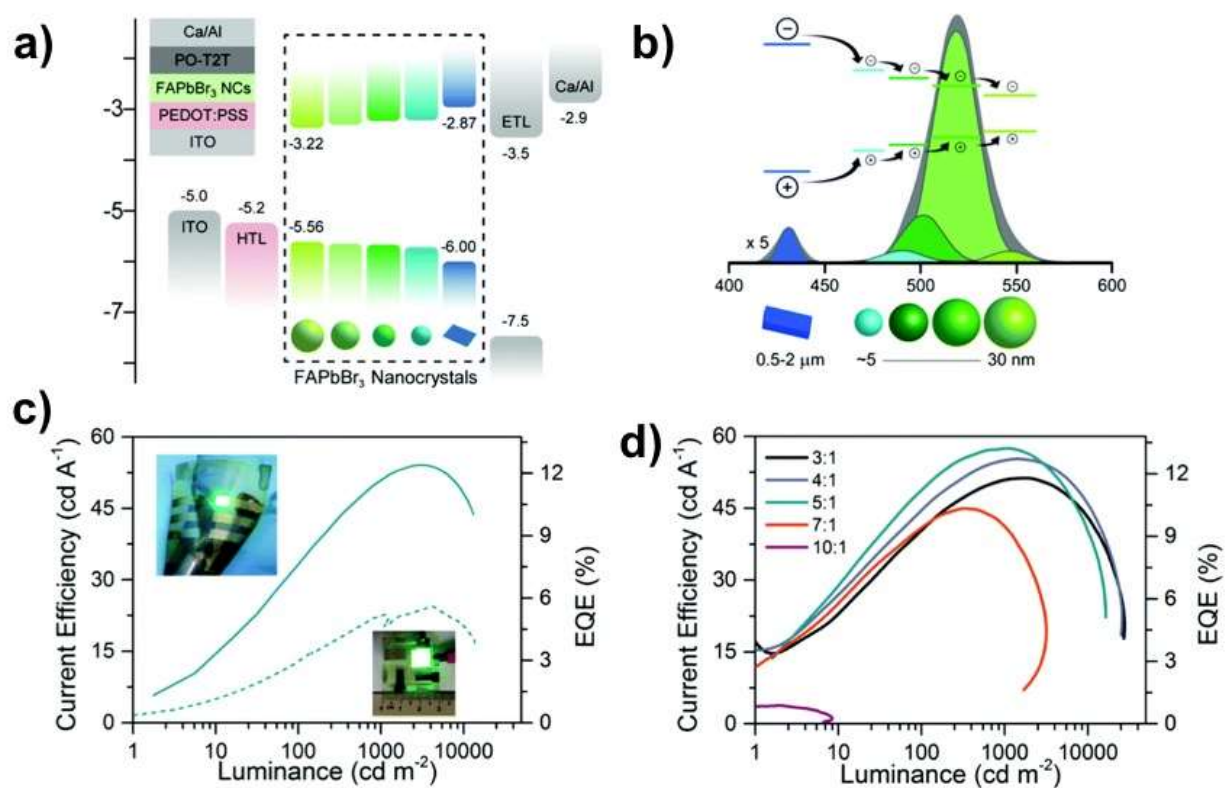 a)
Ca/Al
PO-T2T
FAPbBr₃ NCs
PEDOT:PSS
ITO
-3
-5
-7
-5.0
ITO
-5.2
HTL
-3.22
-2.87
-5.56
-6.00
FAPbBr₃ Nanocrystals
ETL
-3.5
-7.5
Ca/Al
-2.9
b)
x 5
400
450
500
550
600
0.5-2 μm
~5
30 nm
c)
Current Efficiency (cd A⁻¹)
60
45
30
15
0
1
10
100
1000
10000
Luminance (cd m⁻²)
12
9
6
3
0
EQE (%)
d)
Current Efficiency (cd A⁻¹)
60
45
30
15
0
3:1
4:1
5:1
7:1
10:1
1
10
100
1000
10000
Luminance (cd m⁻²)
12
9
6
3
0
EQE (%)